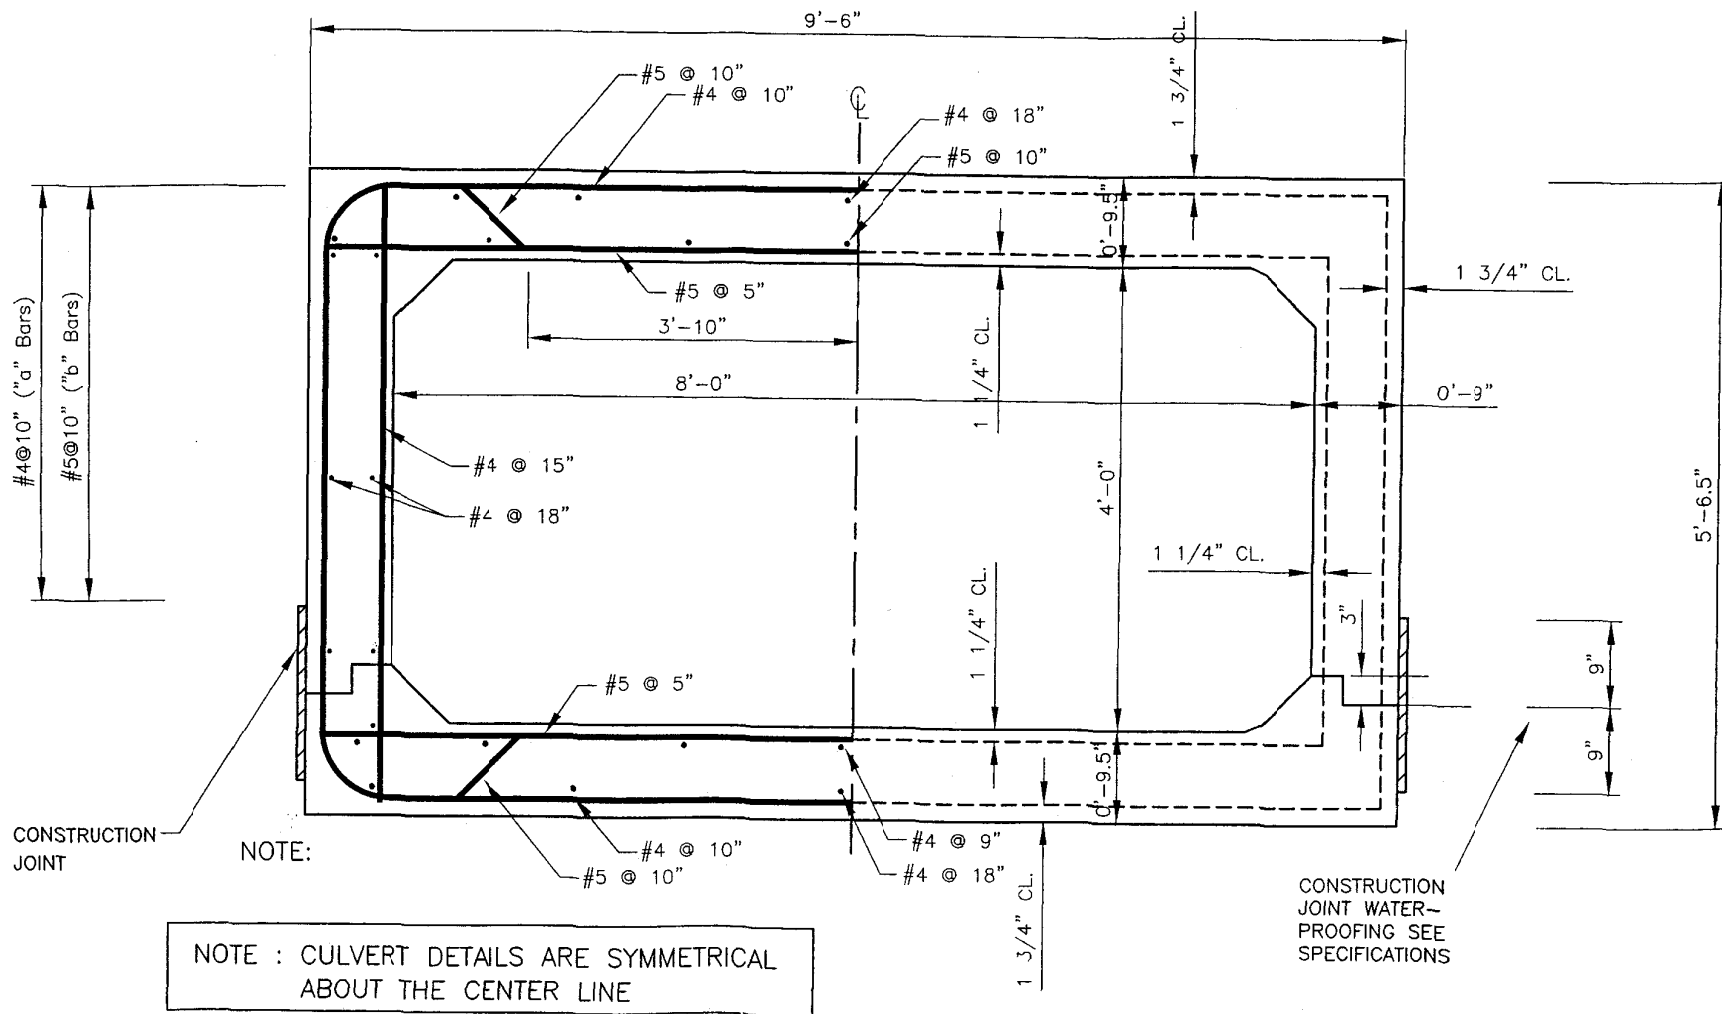 9'-6"
1 3/4" CL.
#5 @ 10"
#4 @ 10"
CL
#4 @ 18"
#5 @ 10"
0'-9.5"
1 3/4" CL.
#5 @ 5"
3'-10"
1 1/4" CL.
8'-0"
0'-9"
#4@10" ("a" Bars)
#5@10" ("b" Bars)
#4 @ 15"
#4 @ 18"
4'-0"
5'-6.5"
1 1/4" CL.
1 1/4" CL.
3"
9"
9"
#5 @ 5"
0'-9.5"
CONSTRUCTION
JOINT
NOTE:
#4 @ 10"
#5 @ 10"
#4 @ 9"
#4 @ 18"
1 3/4" CL.
CONSTRUCTION
JOINT WATER-
PROOFING SEE
SPECIFICATIONS
NOTE : CULVERT DETAILS ARE SYMMETRICAL
ABOUT THE CENTER LINE